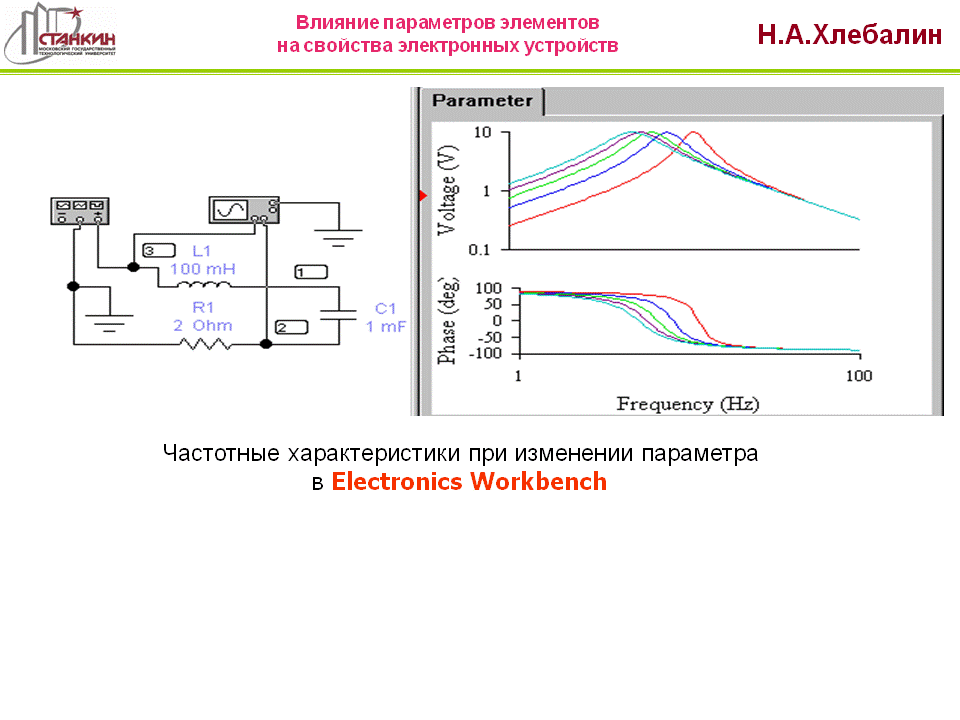 СТАНКИН
МОСКОВСКИЙ ГОСУДАРСТВЕННЫЙ
ТЕХНОЛОГИЧЕСКИЙ УНИВЕРСИТЕТ
Влияние параметров элементов
на свойства электронных устройств
Н.А.Хлебалин
Parameter
Voltage (V)
10
1
0.1
Phase (deg)
100
50
0
-50
-100
1
100
Frequency (Hz)
3
L1
100 mH
1
R1
2 Ohm
2
C1
1 mF
Частотные характеристики при изменении параметра
в Electronics Workbench